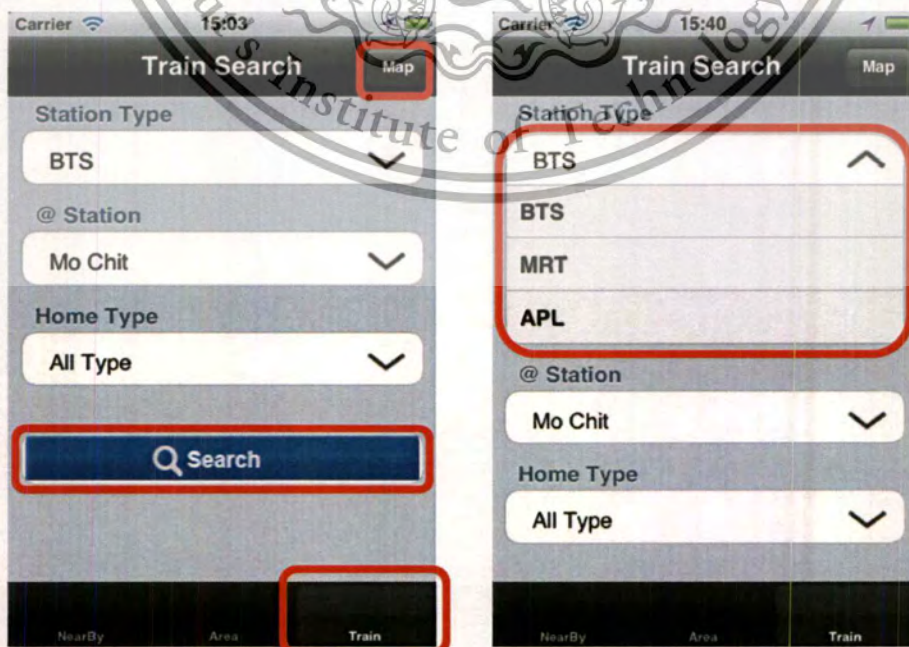 Carrier 15:03
Train Search Map
Station Type
BTS
@ Station
Mo Chit
Home Type
All Type
Search
NearBy Area Train
Carrier 15:40
Train Search Map
Station Type
BTS
BTS
MRT
APL
@ Station
Mo Chit
Home Type
All Type
NearBy Area Train
's Institute of Technology